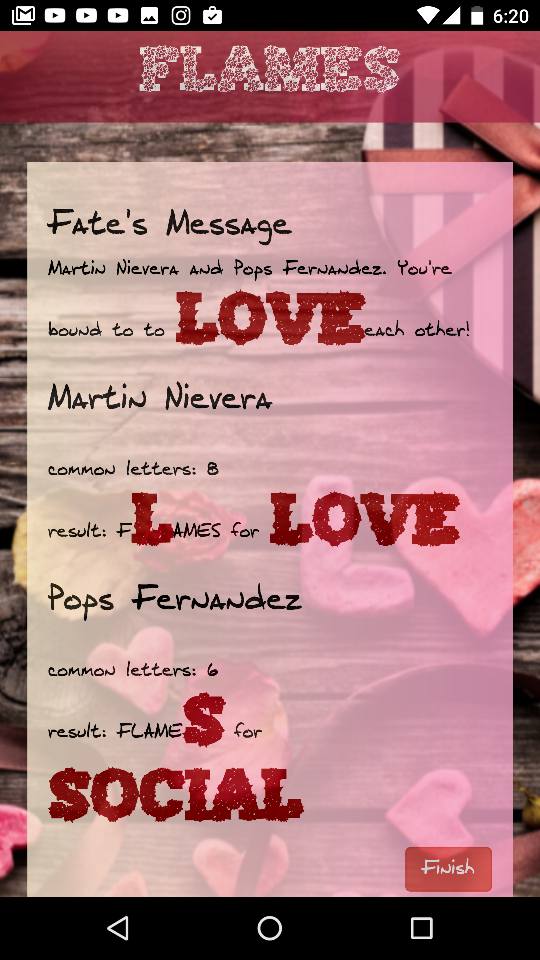 6:20
FLAMES
Fate's Message
Martin Nievera and Pops Fernandez. You're
bound to to LOVE each other!
Martin Nievera
common letters: 8
result: FLAMES for LOVE
Pops Fernandez
common letters: 6
result: FLAMES for
SOCIAL
Finish